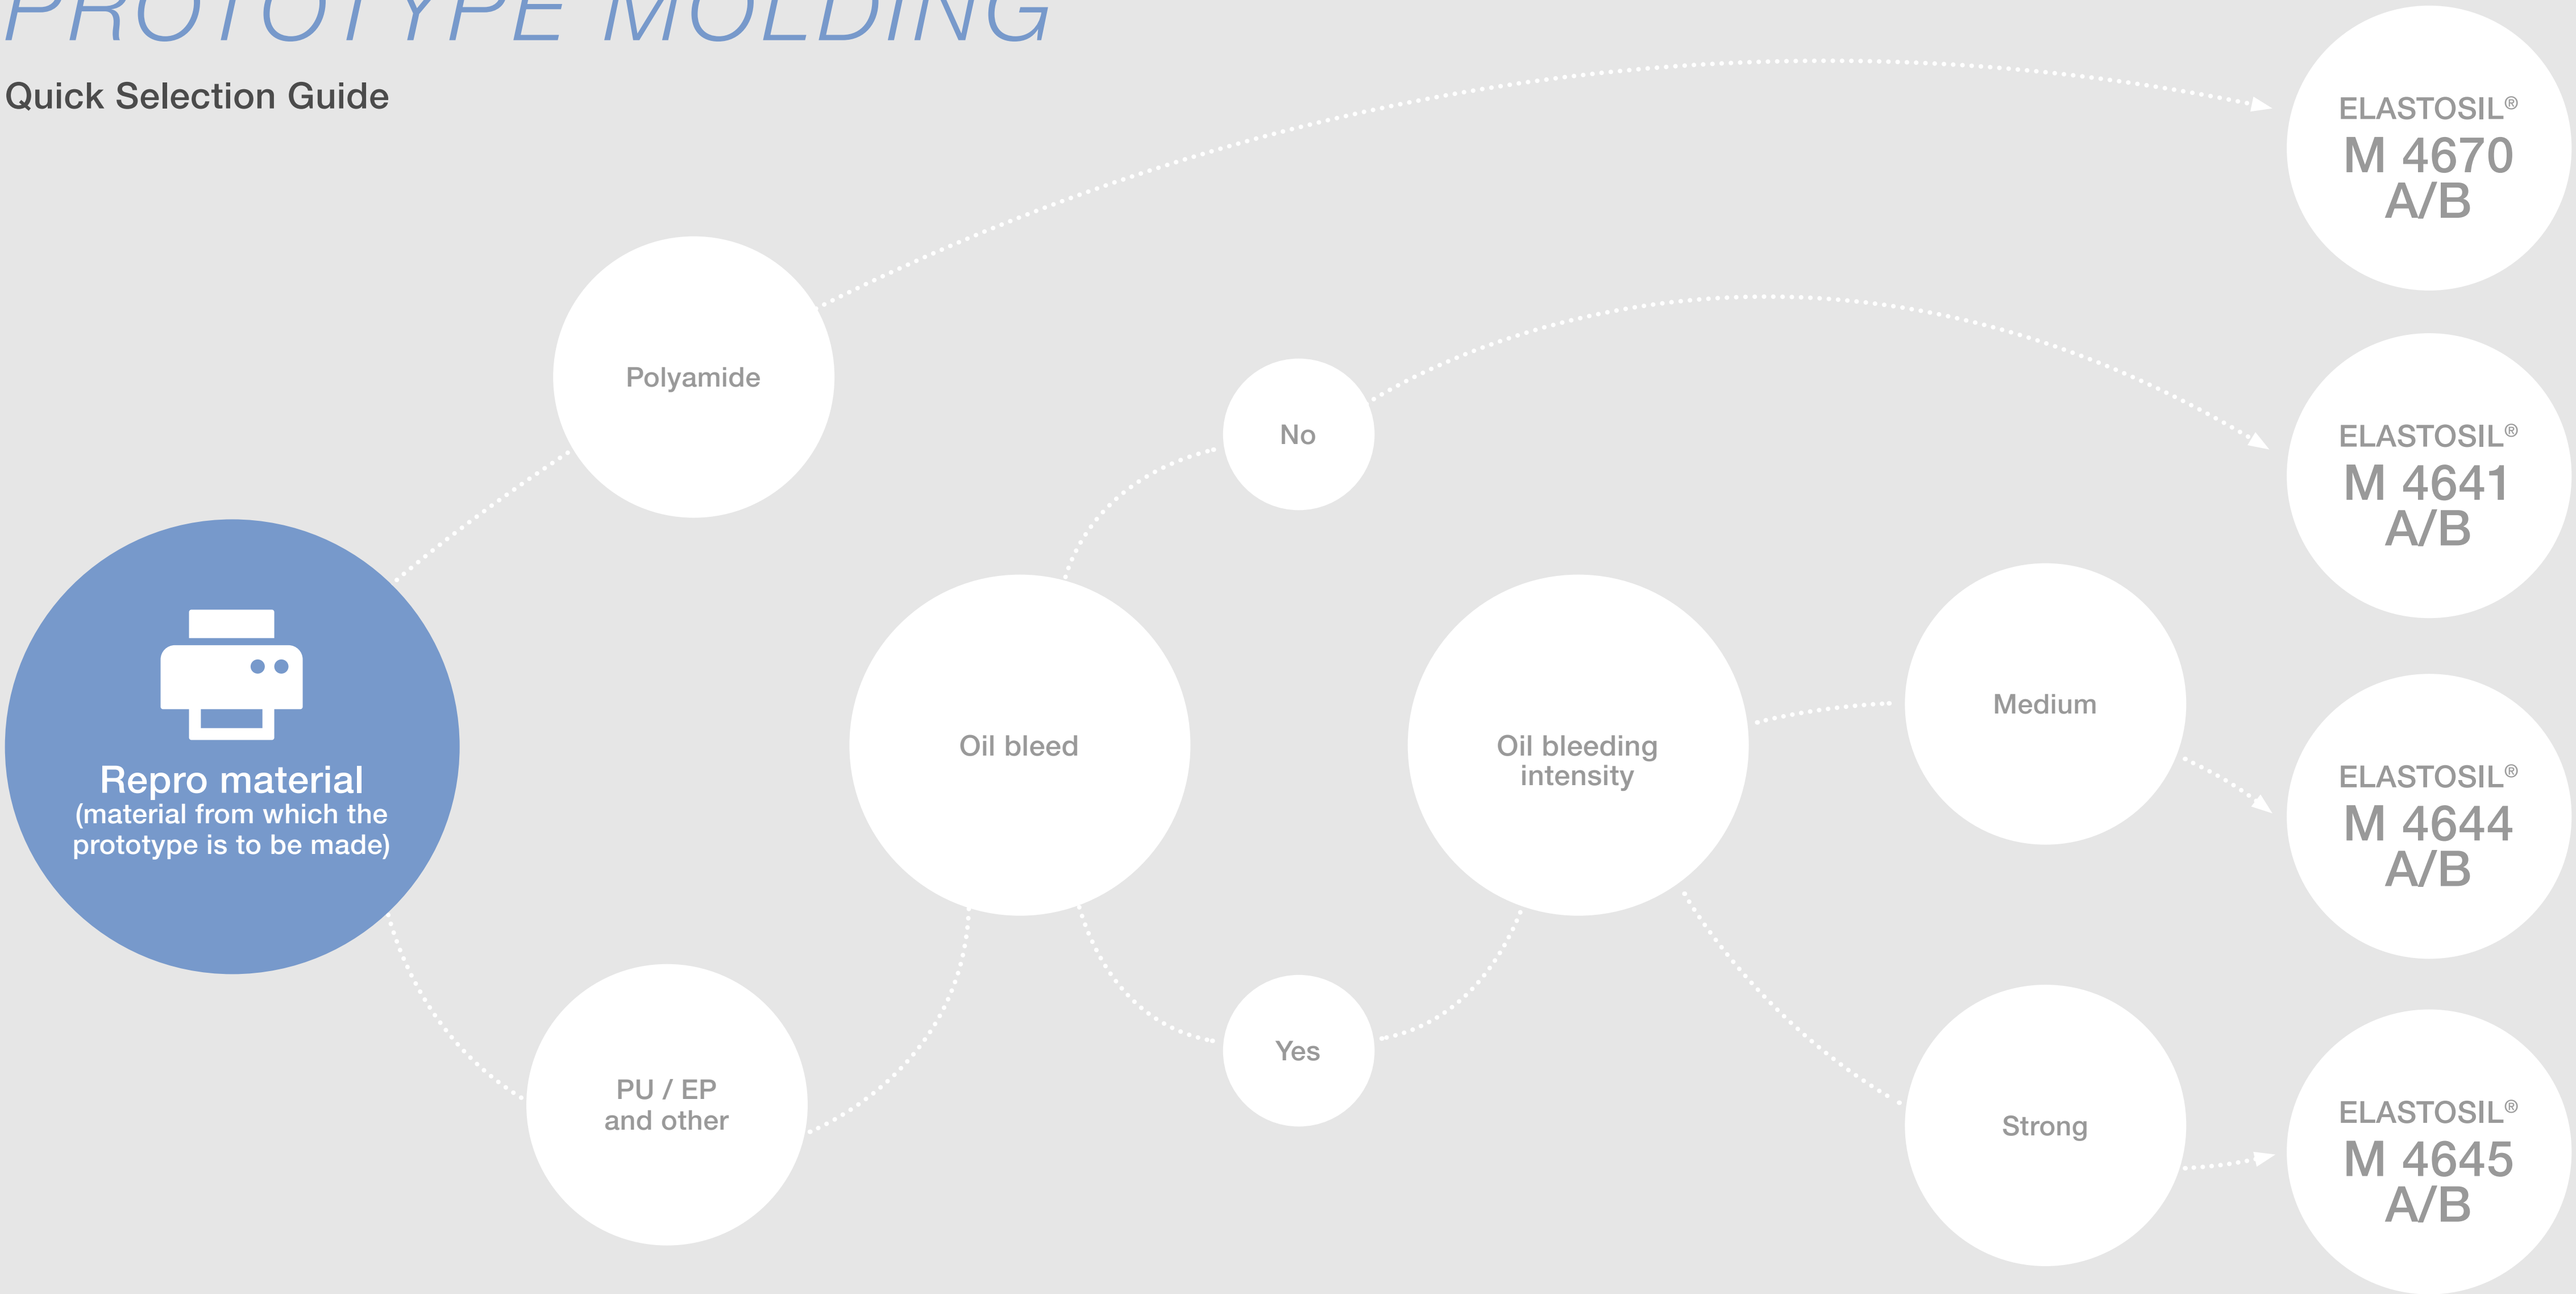 PROTOTYPE MOLDING
Quick Selection Guide
Repro material
(material from which the
prototype is to be made)
Polyamide
PU / EP
and other
Oil bleed
No
Yes
Oil bleeding
intensity
Medium
Strong
ELASTOSIL®
M 4670
A/B
ELASTOSIL®
M 4641
A/B
ELASTOSIL®
M 4644
A/B
ELASTOSIL®
M 4645
A/B